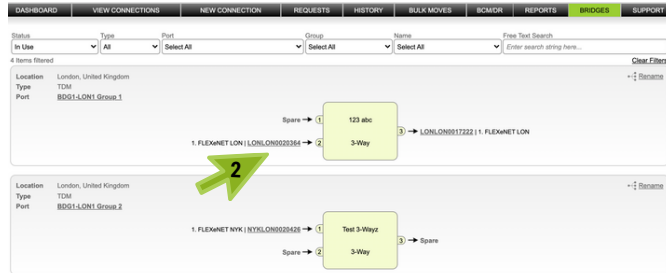 DASHBOARD VIEW CONNECTIONS NEW CONNECTION REQUESTS HISTORY BULK MOVES BCM/DR REPORTS BRIDGES SUPPORT
Status Type Port Group Name Free Text Search
In Use All Select All Select All Select All Enter search string here...
4 Items filtered Clear Filters
Location London, United Kingdom Rename
Type TDM
Port BDG1-LON1 Group 1
Spare 1 123 abc
3 LONLON0017222 | 1. FLEXeNET LON
1. FLEXeNET LON | LONLON0020364 2 3-Way
2
Location London, United Kingdom Rename
Type TDM
Port BDG1-LON1 Group 2
1. FLEXeNET NYK | NYKLON0020426 1 Test 3-Wayz
3 Spare
Spare 2 3-Way